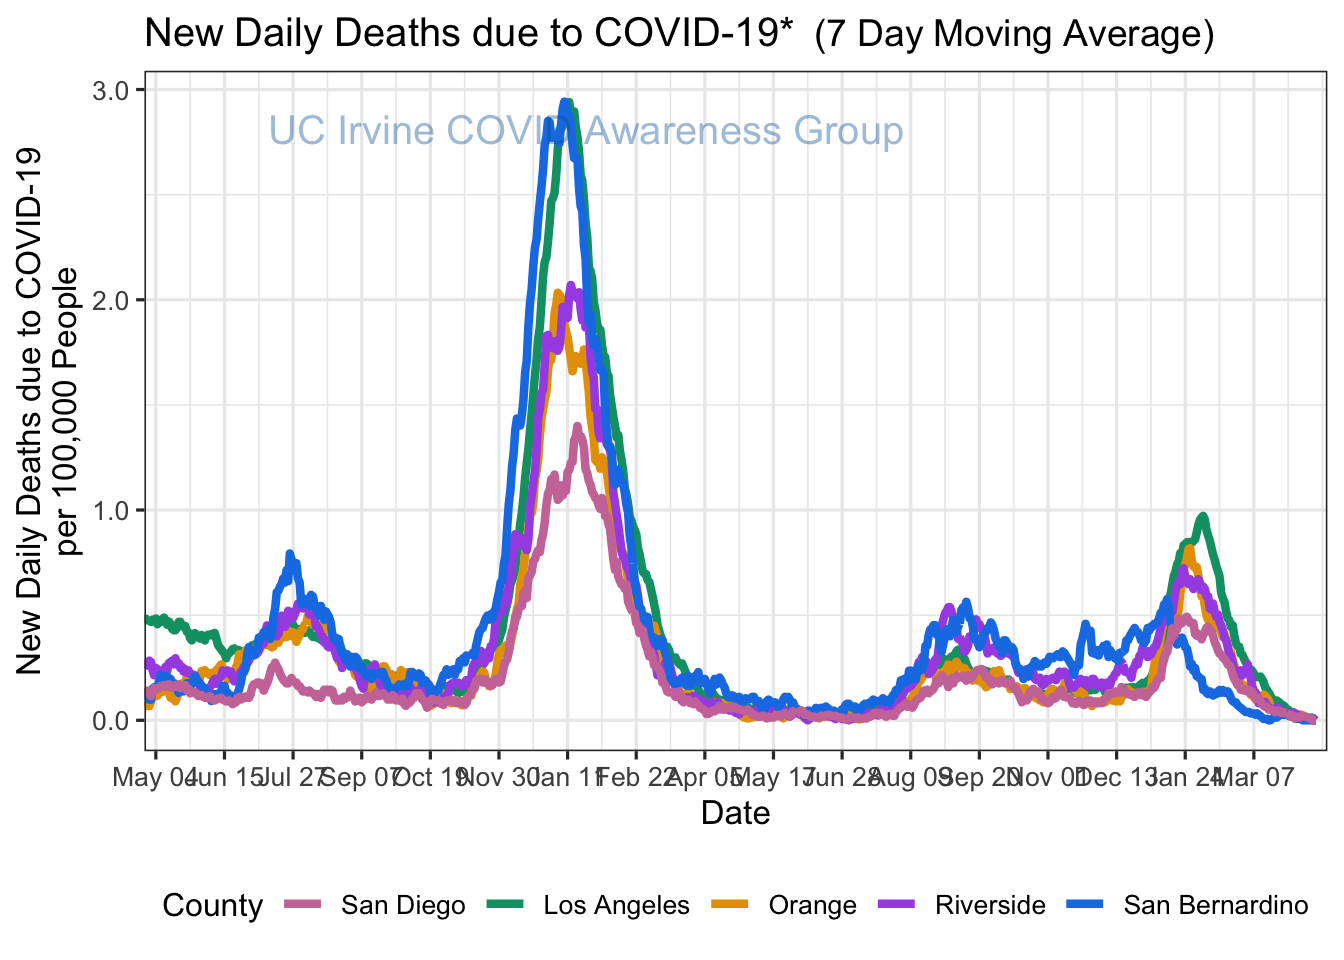 New Daily Deaths due to COVID-19* (7 Day Moving Average)
UC Irvine COVID Awareness Group
New Daily Deaths due to COVID-19
per 100,000 People
3.0
2.0
1.0
0.0
May 04 Jun 15 Jul 27 Sep 07 Oct 19 Nov 30 Jan 11 Feb 22 Apr 05 May 17 Jun 28 Aug 09 Sep 20 Nov 01 Dec 13 Jan 24 Mar 07
Date
County San Diego Los Angeles Orange Riverside San Bernardino